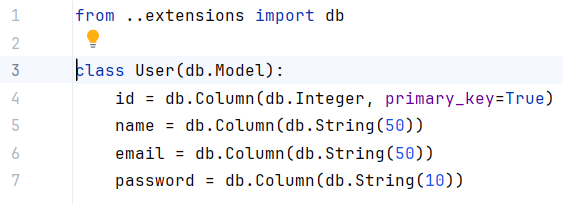 1 from ..extensions import db
2
3 class User(db.Model):
4     id = db.Column(db.Integer, primary_key=True)
5     name = db.Column(db.String(50))
6     email = db.Column(db.String(50))
7     password = db.Column(db.String(10))